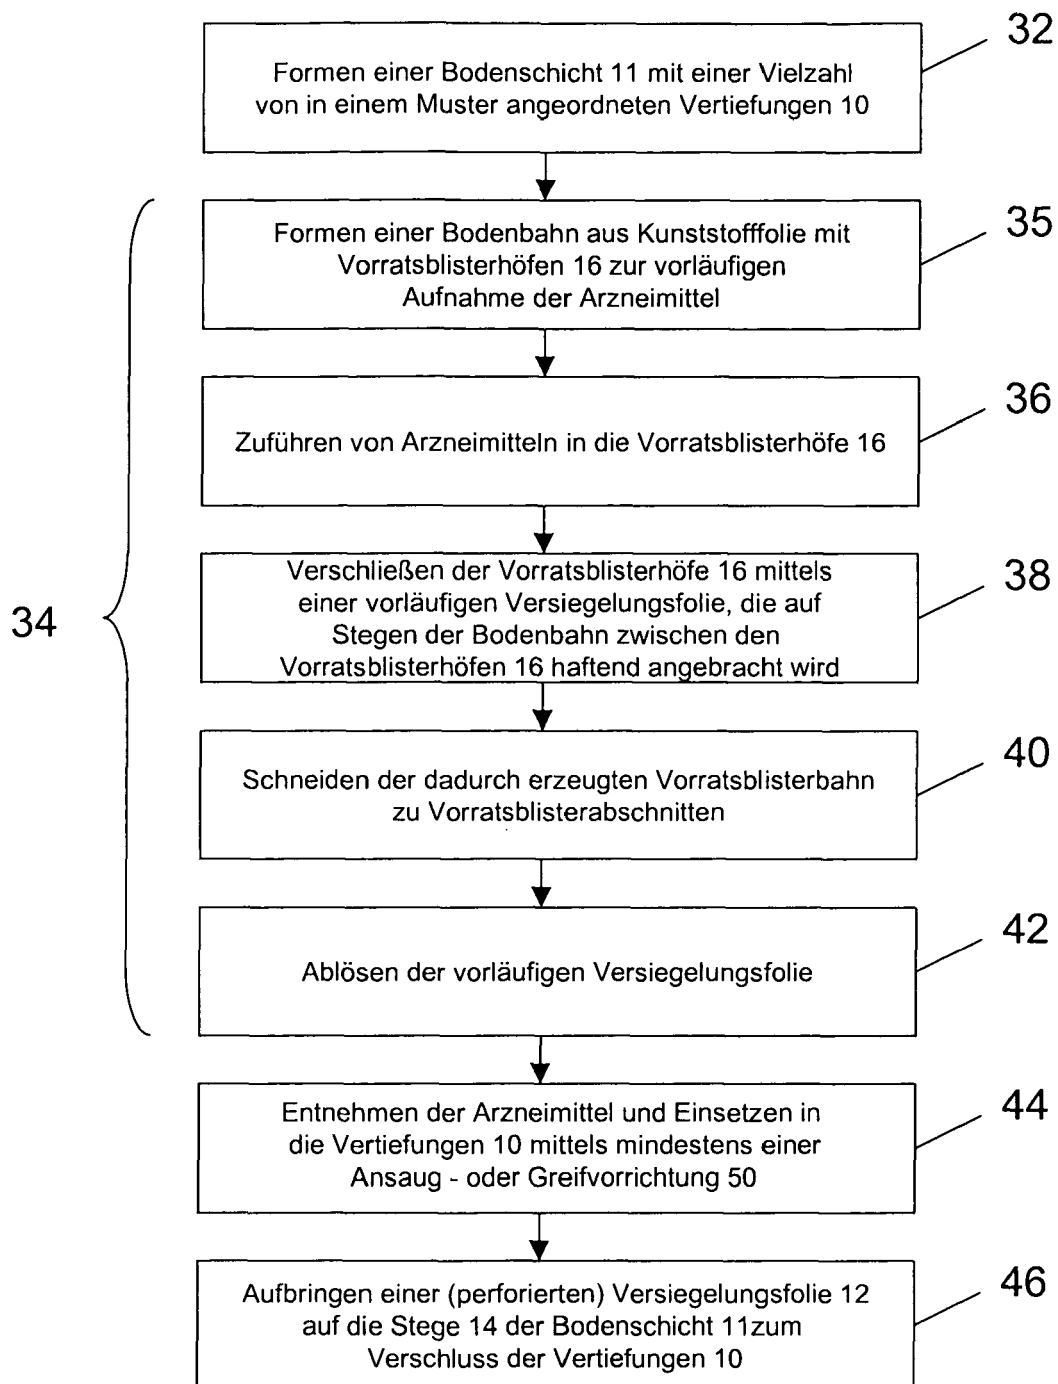 32
Formen einer Bodenschicht 11 mit einer Vielzahl
von in einem Muster angeordneten Vertiefungen 10
35
Formen einer Bodenbahn aus Kunststofffolie mit
Vorratsblisterhöfen 16 zur vorläufigen
Aufnahme der Arzneimittel
36
Zuführen von Arzneimitteln in die Vorratsblisterhöfe 16
38
Verschließen der Vorratsblisterhöfe 16 mittels
einer vorläufigen Versiegelungsfolie, die auf
Stegen der Bodenbahn zwischen den
Vorratsblisterhöfen 16 haftend angebracht wird
34
40
Schneiden der dadurch erzeugten Vorratsblisterbahn
zu Vorratsblisterabschnitten
42
Ablösen der vorläufigen Versiegelungsfolie
44
Entnehmen der Arzneimittel und Einsetzen in
die Vertiefungen 10 mittels mindestens einer
Ansaug - oder Greifvorrichtung 50
46
Aufbringen einer (perforierten) Versiegelungsfolie 12
auf die Stege 14 der Bodenschicht 11zum
Verschluss der Vertiefungen 10